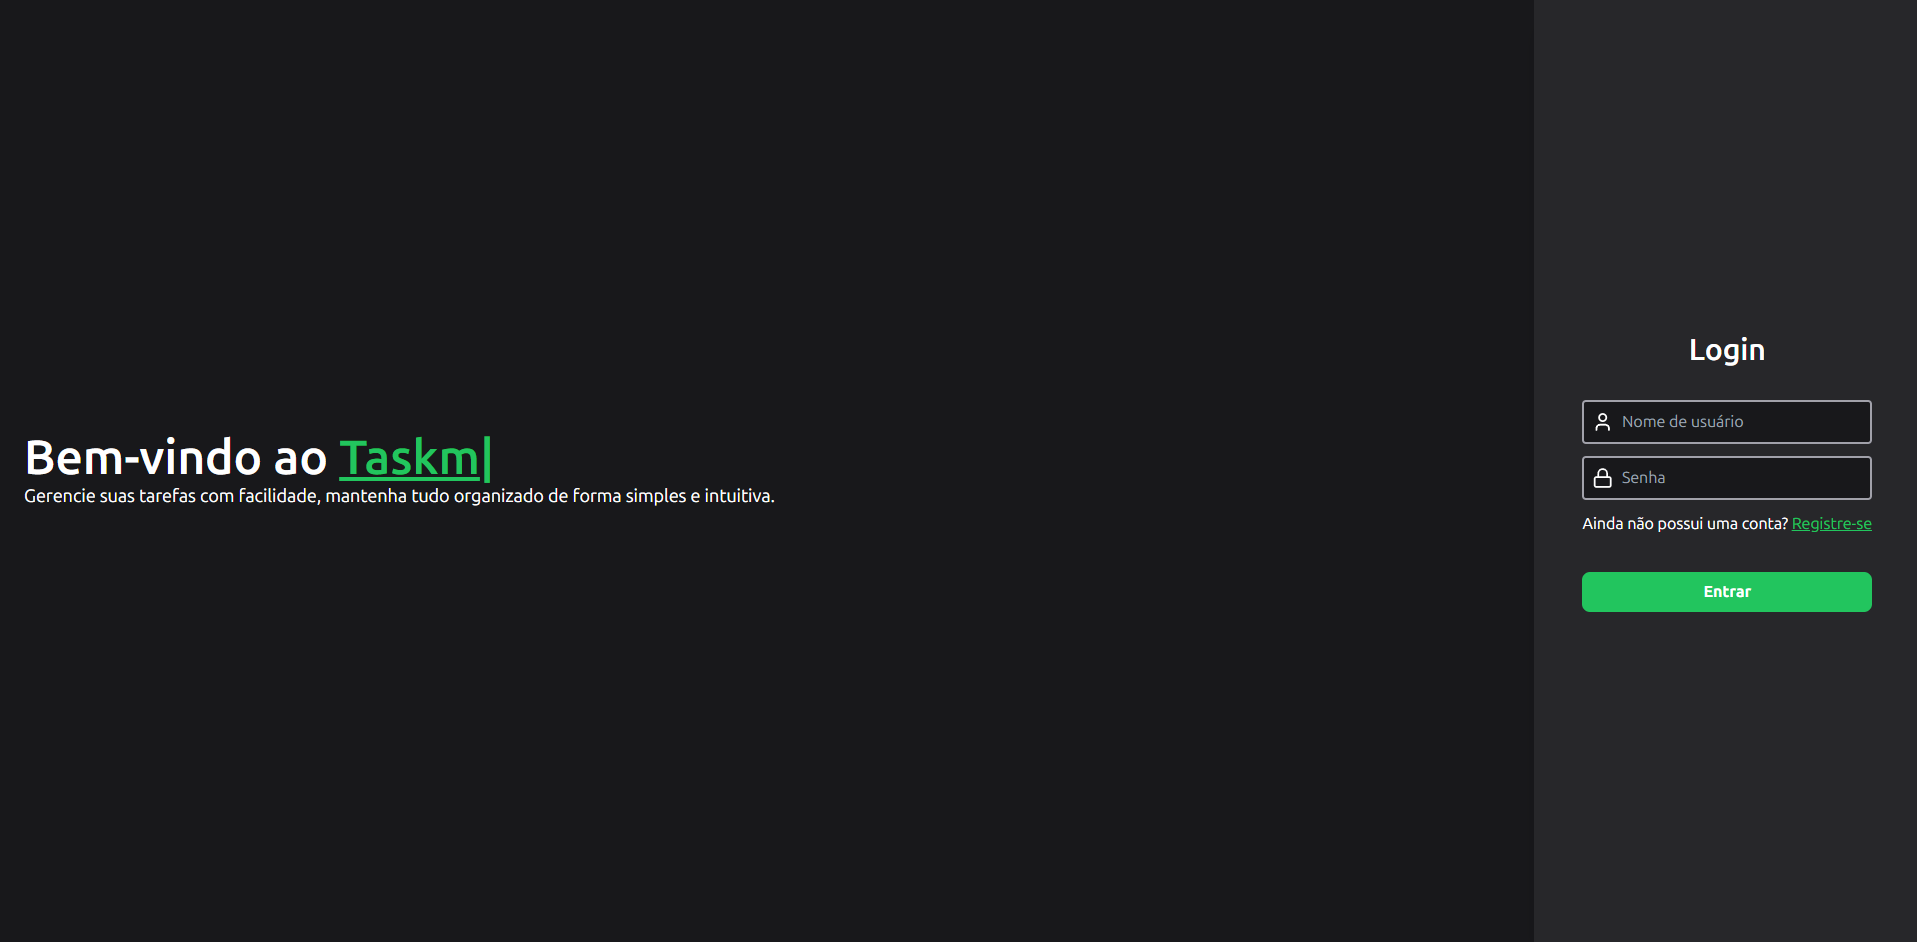 Bem-vindo ao Taskm|
Gerencie suas tarefas com facilidade, mantenha tudo organizado de forma simples e intuitiva.
Login
Nome de usuário
Senha
Ainda não possui uma conta? Registre-se
Entrar